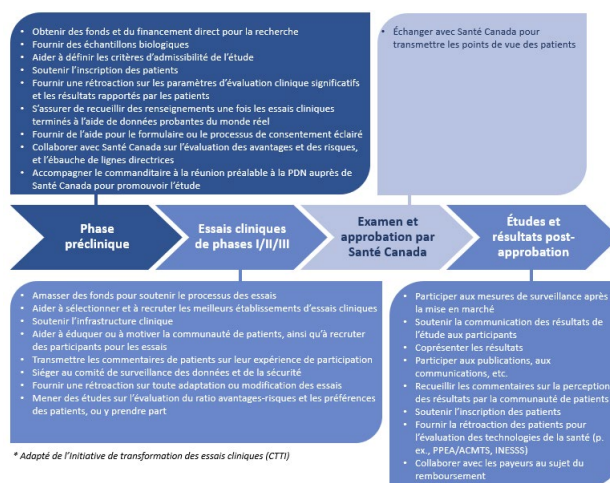 • Obtenir des fonds et du financement direct pour la recherche
• Fournir des échantillons biologiques
• Aider à définir les critères d'admissibilité de l'étude
• Soutenir l'inscription des patients
• Fournir une rétroaction sur les paramètres d'évaluation clinique significatifs
et les résultats rapportés par les patients
• S'assurer de recueillir des renseignements une fois les essais cliniques
terminés à l'aide de données probantes du monde réel
• Fournir de l'aide pour le formulaire ou le processus de consentement éclairé
• Collaborer avec Santé Canada sur l'évaluation des avantages et des risques,
et l'ébauche de lignes directrices
• Accompagner le commanditaire à la réunion préalable à la PDN auprès de
Santé Canada pour promouvoir l'étude
• Échanger avec Santé Canada pour
transmettre les points de vue des patients
Phase
préclinique
Essais cliniques
de phases I/II/III
Examen et
approbation par
Santé Canada
Études et
résultats post-
approbation
• Amasser des fonds pour soutenir le processus des essais
• Aider à sélectionner et à recruter les meilleurs établissements d'essais cliniques
• Soutenir l'infrastructure clinique
• Aider à éduquer ou à motiver la communauté de patients, ainsi qu'à recruter
des participants pour les essais
• Transmettre les commentaires de patients sur leur expérience de participation
• Siéger au comité de surveillance des données et de la sécurité
• Fournir une rétroaction sur toute adaptation ou modification des essais
• Mener des études sur l'évaluation du ratio avantages-risques et les préférences
des patients, ou y prendre part
• Participer aux mesures de surveillance après
la mise en marché
• Soutenir la communication des résultats de
l'étude aux participants
• Coprésenter les résultats
• Participer aux publications, aux
communications, etc.
• Recueillir les commentaires sur la perception
des résultats par la communauté de patients
• Soutenir l'inscription des patients
• Fournir la rétroaction des patients pour
l'évaluation des technologies de la santé (p.
ex., PPEA/ACMTS, INESSS)
• Collaborer avec les payeurs au sujet du
remboursement
* Adapté de l'Initiative de transformation des essais cliniques (CTTI)